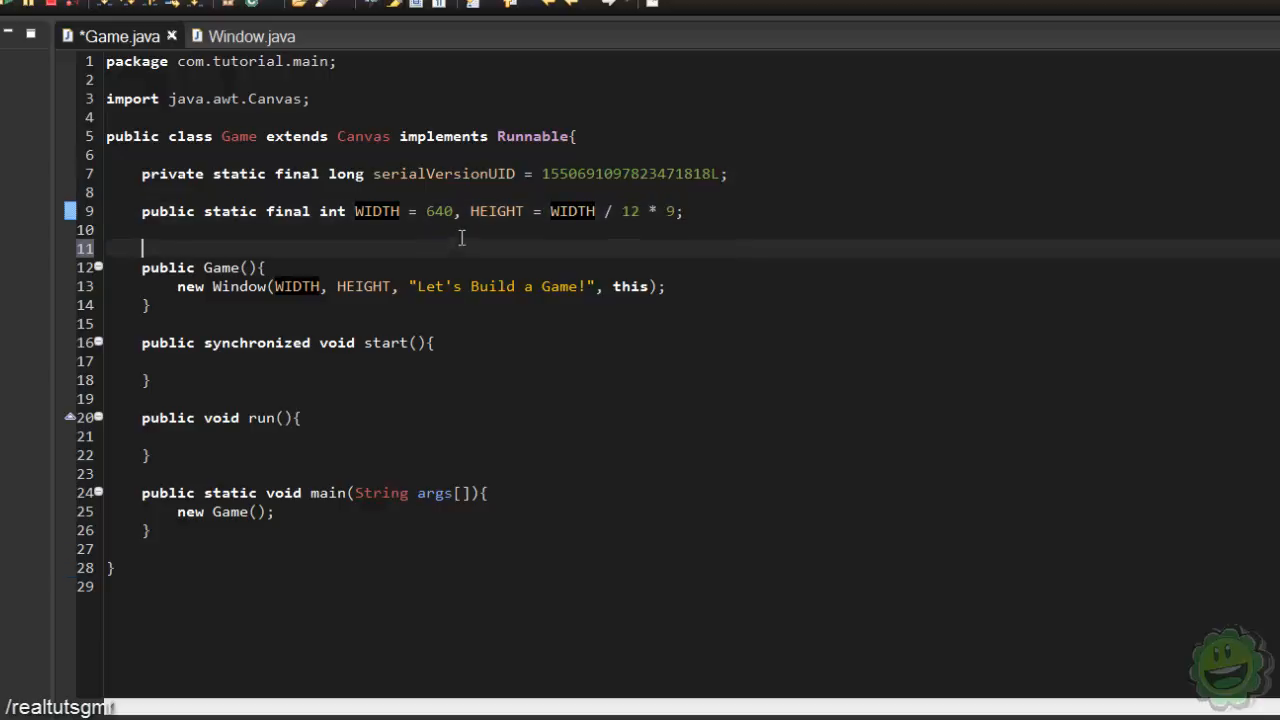 *Game.java Window.java
1 package com.tutorial.main;
2
3 import java.awt.Canvas;
4
5 public class Game extends Canvas implements Runnable{
6
7 private static final long serialVersionUID = 1550691097823471818L;
8
9 public static final int WIDTH = 640, HEIGHT = WIDTH / 12 * 9;
10
11
12 public Game(){
13 new Window(WIDTH, HEIGHT, "Let's Build a Game!", this);
14 }
15
16 public synchronized void start(){
17
18 }
19
20 public void run(){
21
22 }
23
24 public static void main(String args[]){
25 new Game();
26 }
27
28 }
29
/realtutsgm